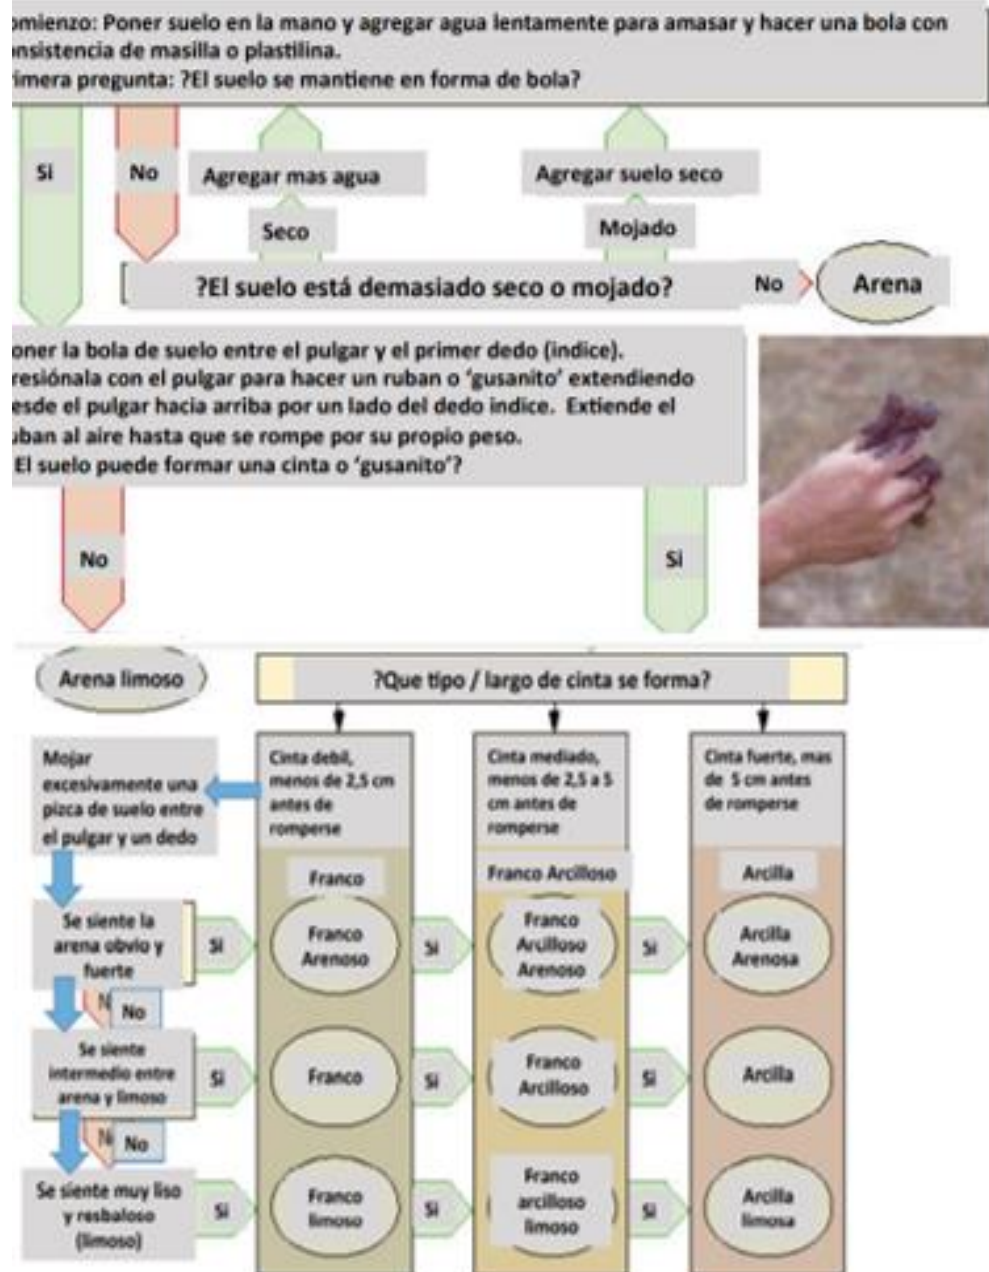 omienzo: Poner suelo en la mano y agregar agua lentamente para amasar y hacer una bola con
onsistencia de masilla o plastilina.
rimera pregunta: ?El suelo se mantiene en forma de bola?
Si
No
Agregar mas agua
Agregar suelo seco
Seco
Mojado
?El suelo está demasiado seco o mojado?
No
Arena
oner la bola de suelo entre el pulgar y el primer dedo (indice).
resiónala con el pulgar para hacer un ruban o ‘gusanito’ extendiendo
esde el pulgar hacia arriba por un lado del dedo indice. Extiende el
uban al aire hasta que se rompe por su propio peso.
El suelo puede formar una cinta o ‘gusanito’?
No
Si
Arena limoso
?Que tipo / largo de cinta se forma?
Mojar
excesivamente una
pizca de suelo entre
el pulgar y un dedo
Cinta debil,
menos de 2,5 cm
antes de
romperse
Cinta mediado,
menos de 2,5 a 5
cm antes de
romperse
Cinta fuerte, mas
de 5 cm antes
de romperse
Franco
Franco Arcilloso
Arcilla
Se siente la
arena obvio y
fuerte
Si
Franco
Arenoso
Si
Franco
Arcilloso
Arenoso
Si
Arcilla
Arenosa
N
No
Se siente
intermedio entre
arena y limoso
Si
Franco
Si
Franco
Arcilloso
Si
Arcilla
N
No
Se siente muy liso
y resbaloso
(limoso)
Si
Franco
limoso
Si
Franco
arcilloso
limoso
Si
Arcilla
limosa